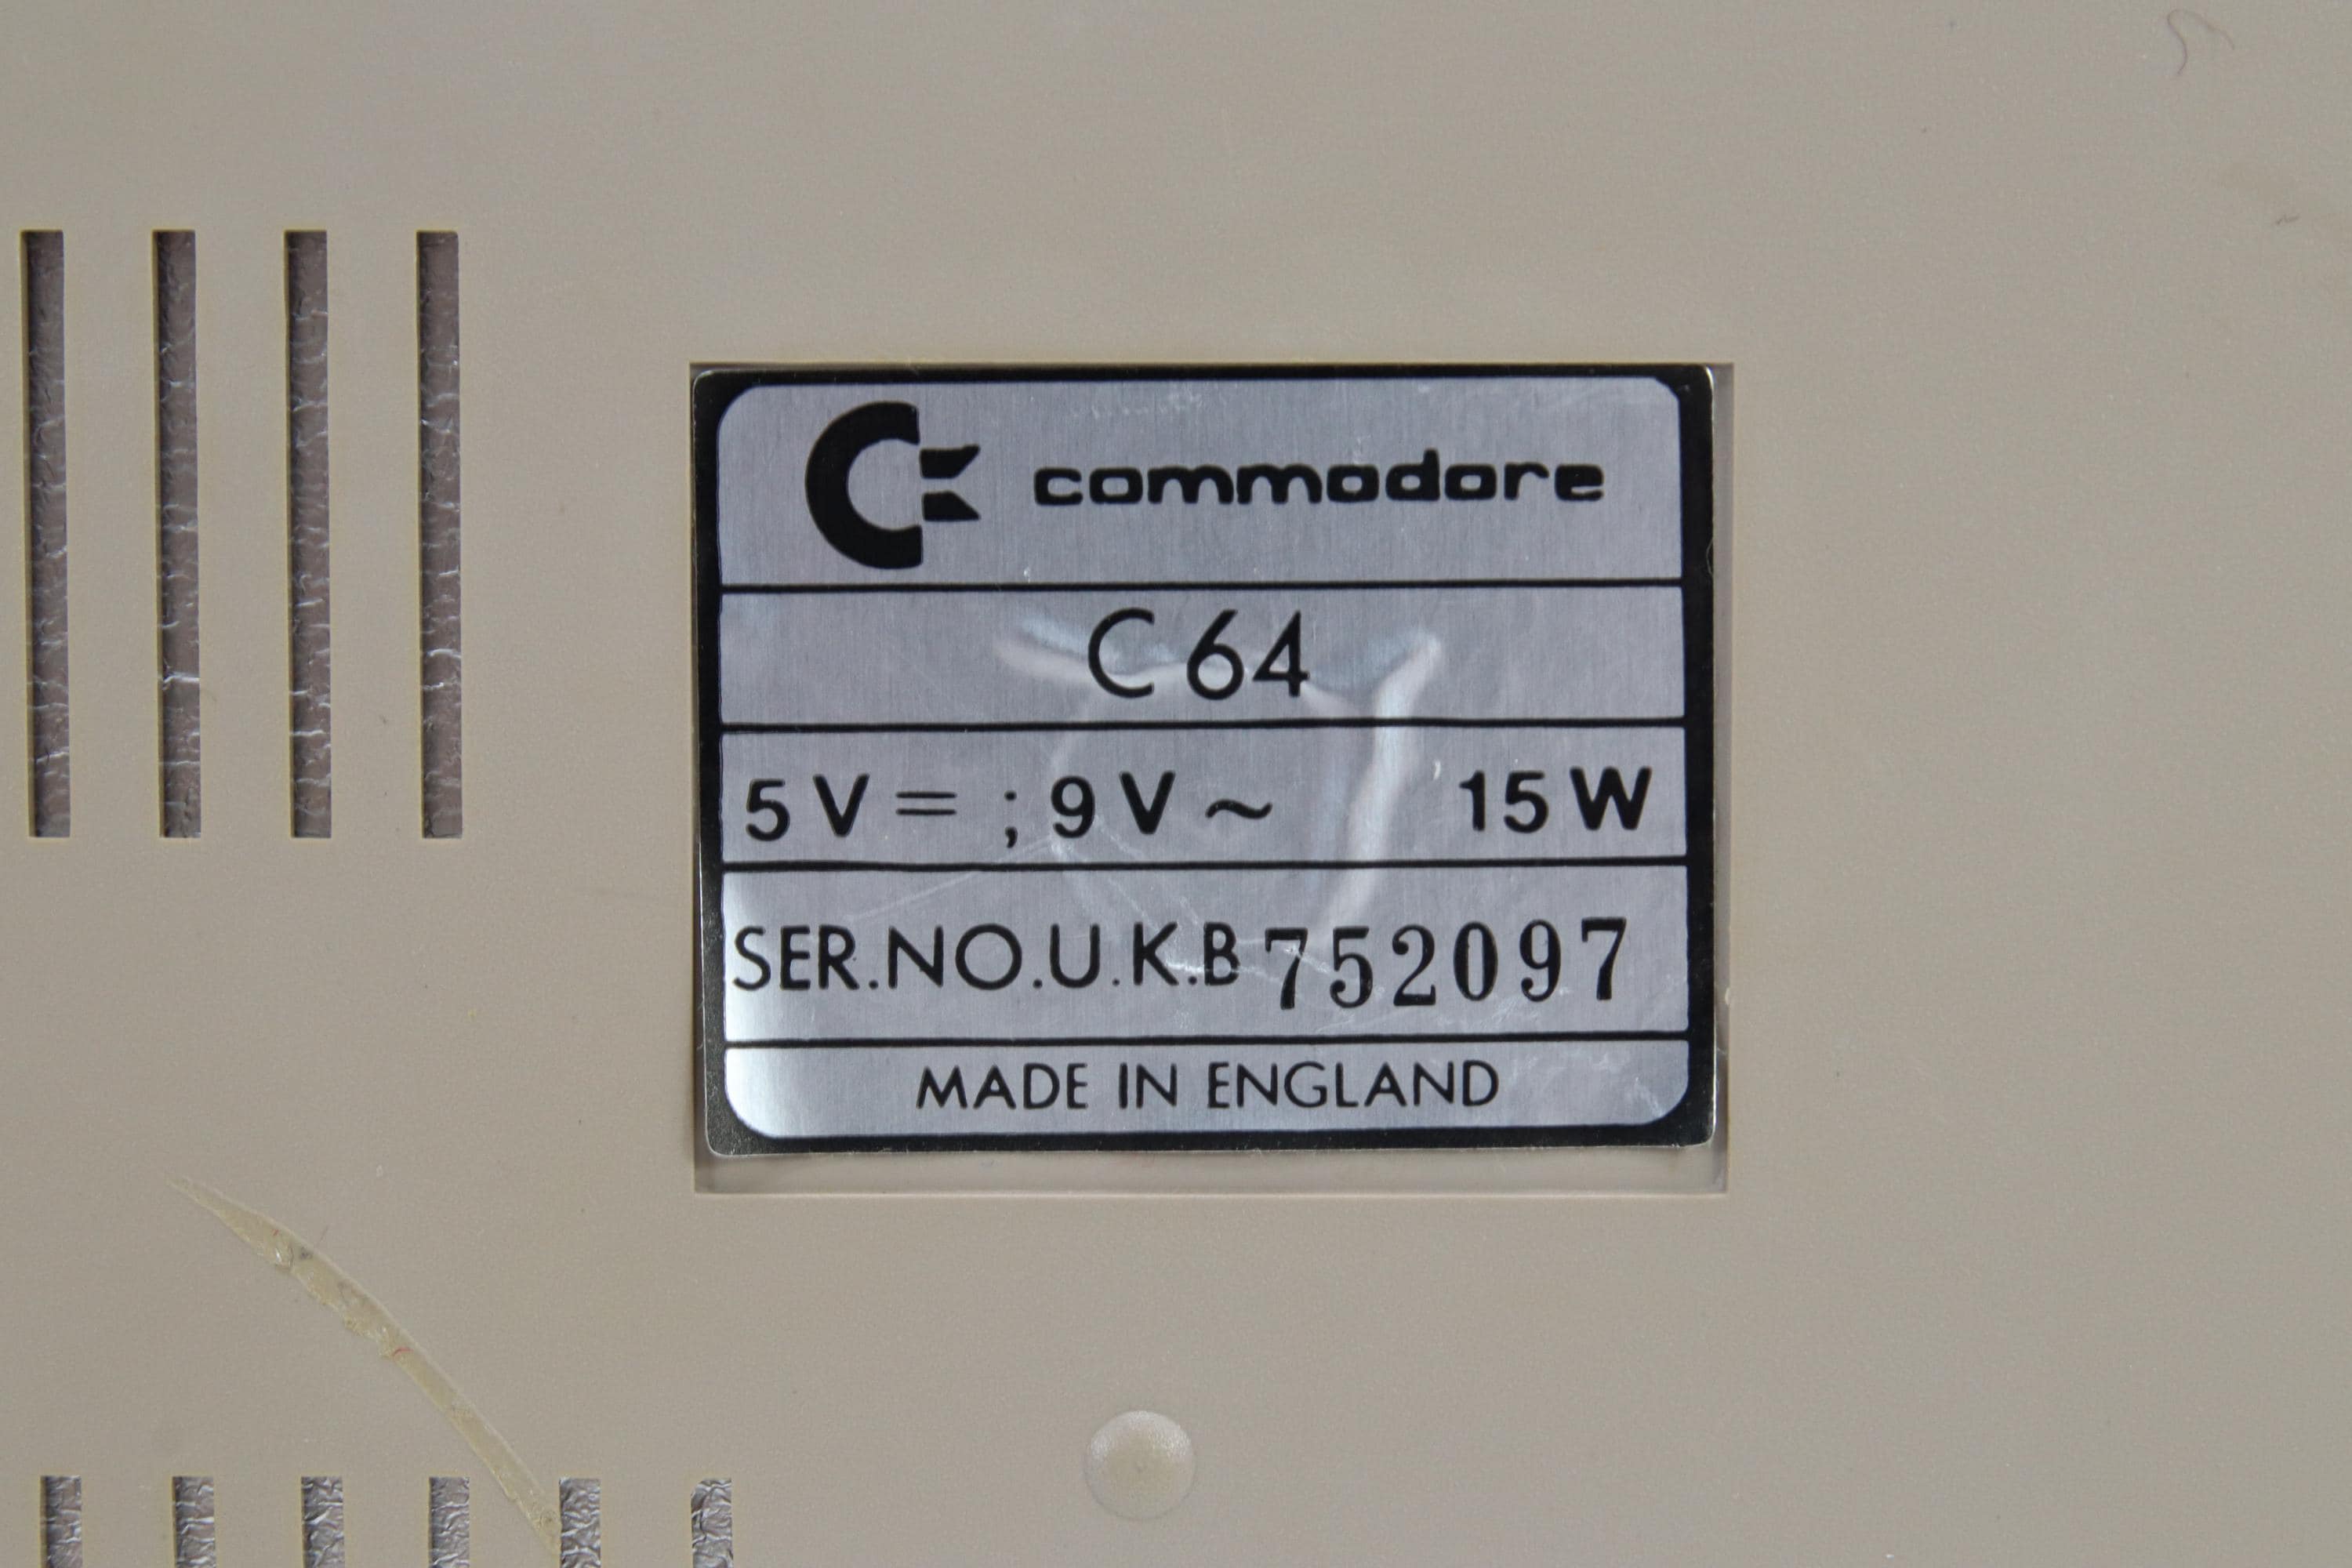 commodore
C 64
5 V = ; 9 V ~ 15 W
SER.NO.U.K.B 752097
MADE IN ENGLAND